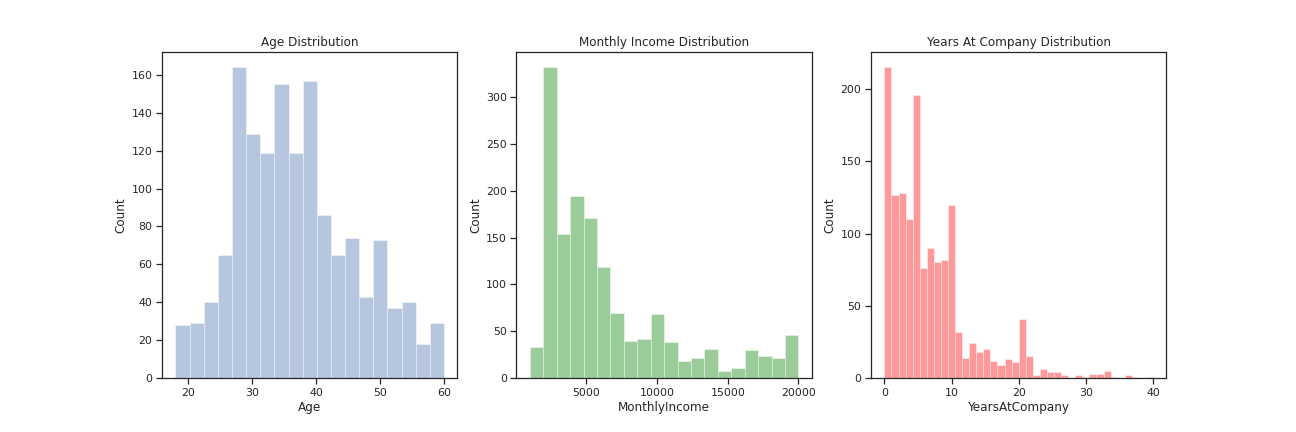 Age Distribution
Count
160
140
120
100
80
60
40
20
0
20 30 40 50 60
Age
Monthly Income Distribution
Count
300
250
200
150
100
50
0
5000 10000 15000 20000
MonthlyIncome
Years At Company Distribution
Count
200
150
100
50
0
0 10 20 30 40
YearsAtCompany